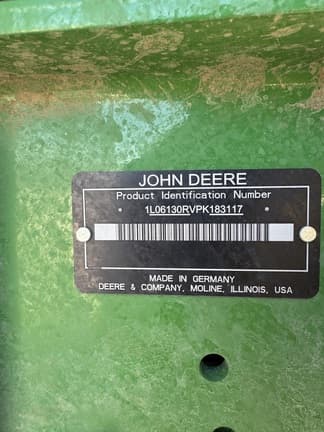 JOHN DEERE
Product Identification Number
* 1L06130RVPK183117 *
MADE IN GERMANY
DEERE & COMPANY, MOLINE, ILLINOIS, USA